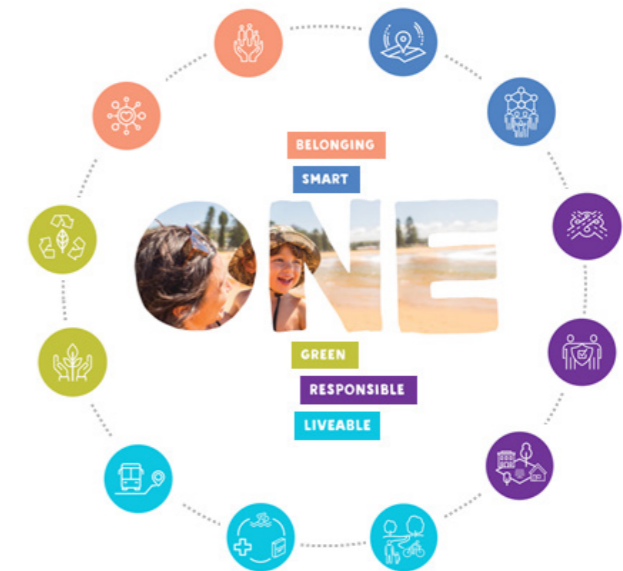 BELONGING
SMART
ONE
GREEN
RESPONSIBLE
LIVEABLE